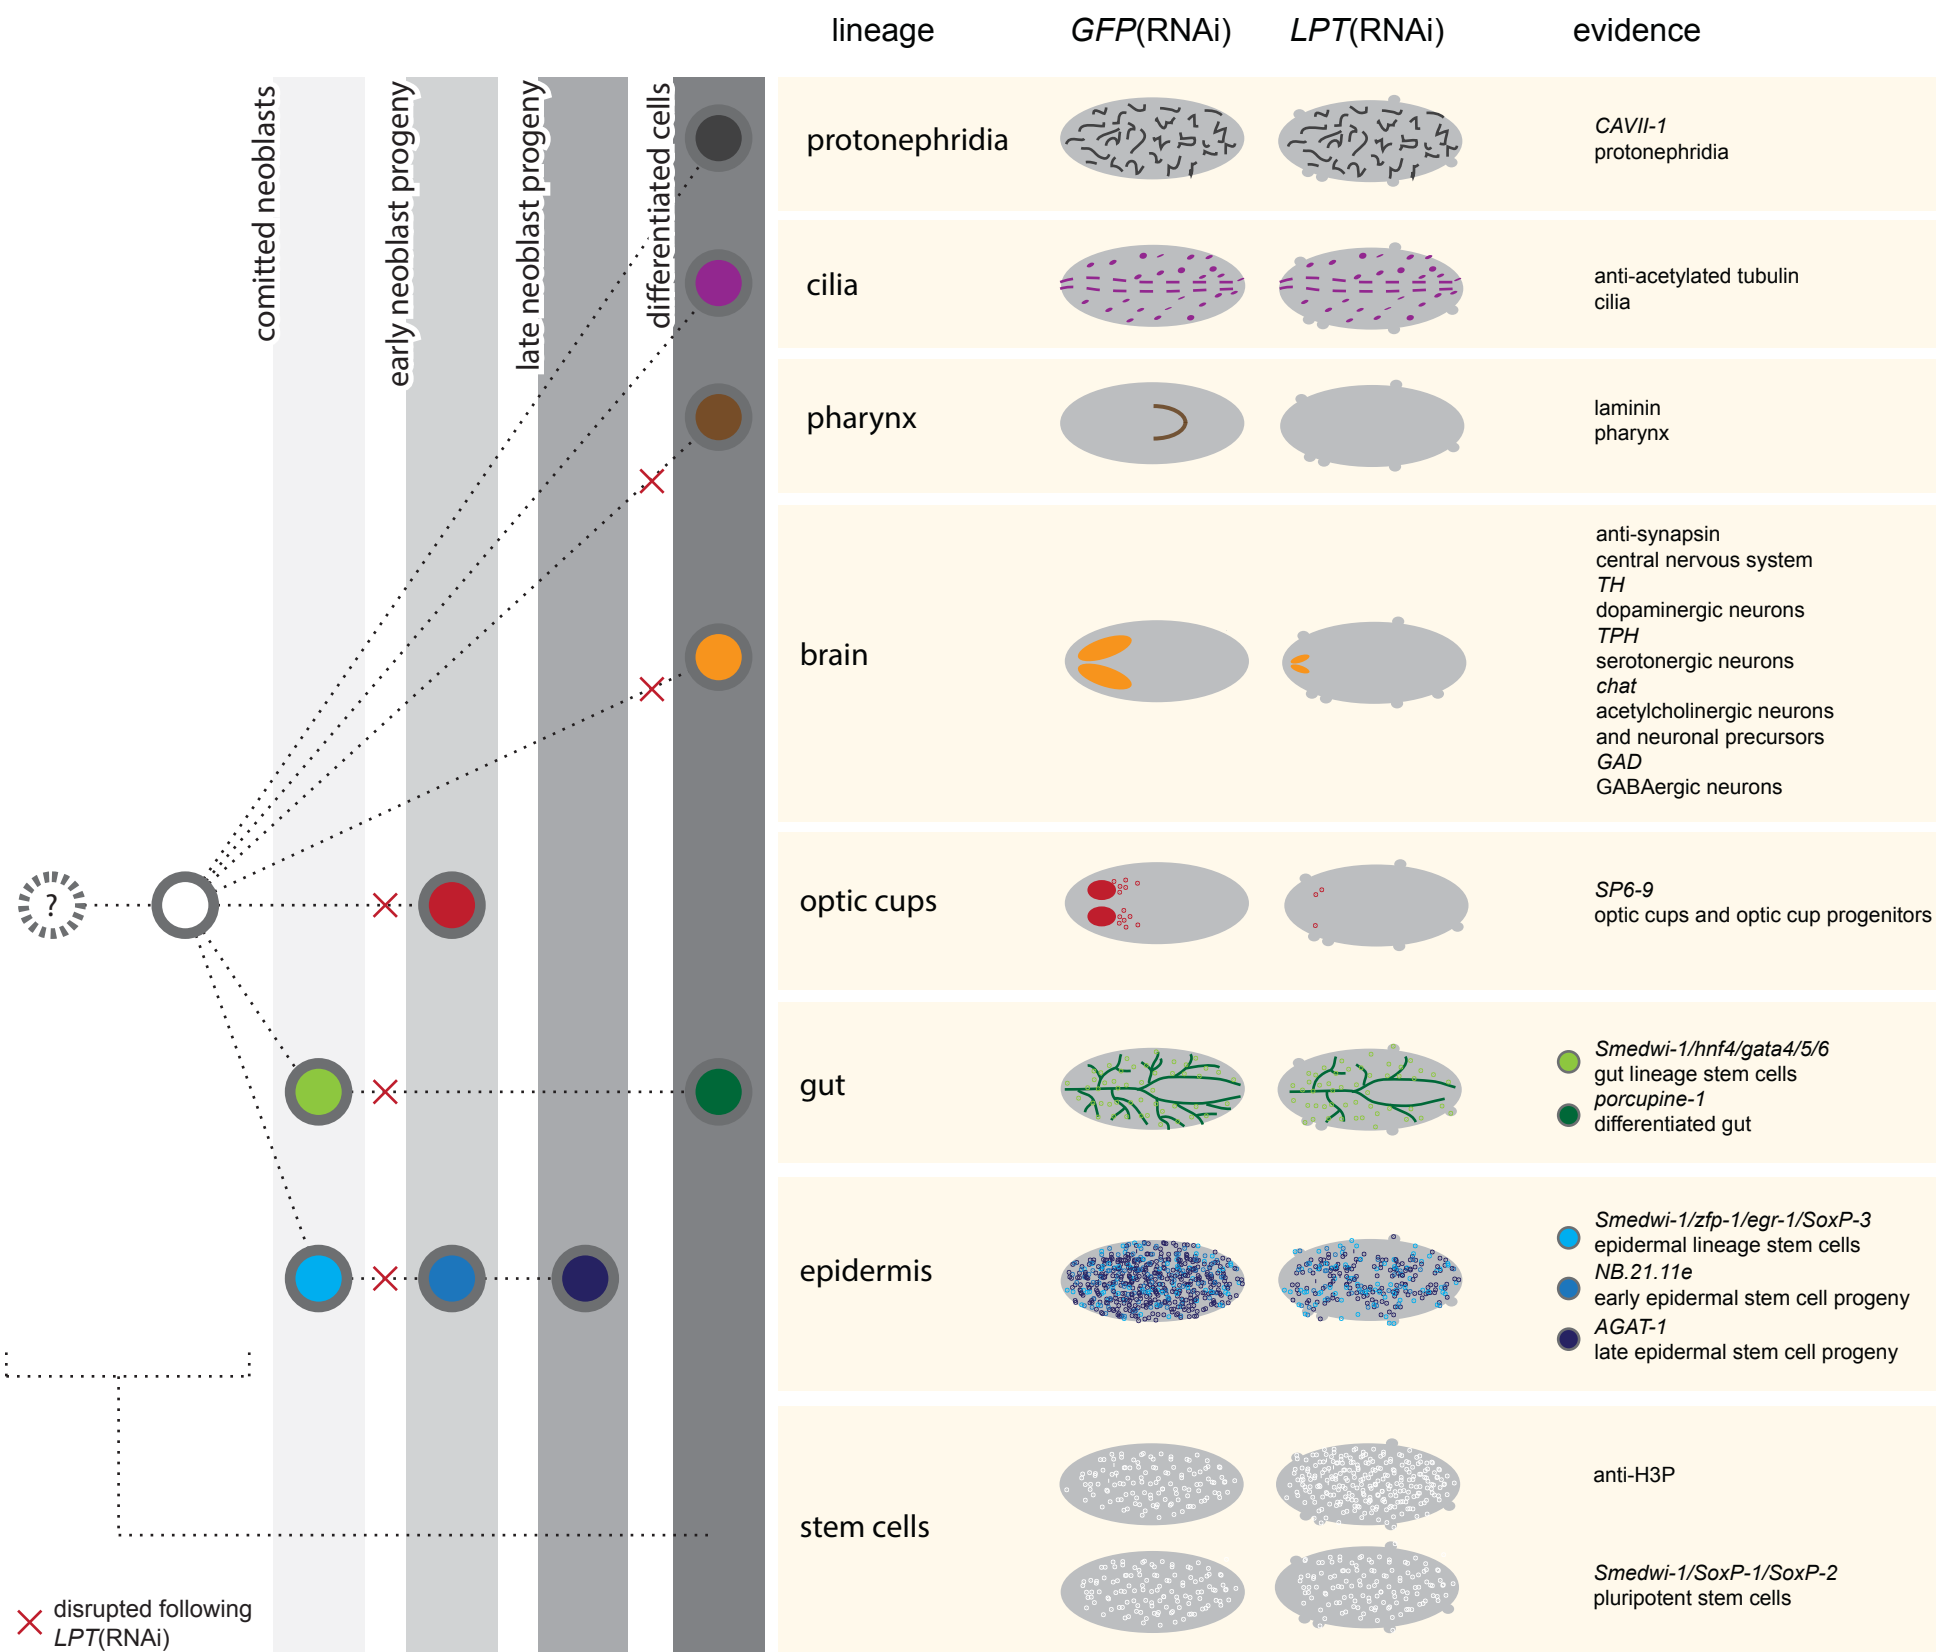 lineage GFP(RNAi) LPT(RNAi) evidence
comitted neoblasts
early neoblast progeny
late neoblast progeny
differentiated cells
protonephridia
CAVII-1
protonephridia
cilia
anti-acetylated tubulin
cilia
pharynx
laminin
pharynx
brain
anti-synapsin
central nervous system
TH
dopaminergic neurons
TPH
serotonergic neurons
chat
acetylcholinergic neurons
and neuronal precursors
GAD
GABAergic neurons
?
optic cups
SP6-9
optic cups and optic cup progenitors
gut
Smedwi-1/hnf4/gata4/5/6
gut lineage stem cells
porcupine-1
differentiated gut
epidermis
Smedwi-1/zfp-1/egr-1/SoxP-3
epidermal lineage stem cells
NB.21.11e
early epidermal stem cell progeny
AGAT-1
late epidermal stem cell progeny
stem cells
anti-H3P
Smedwi-1/SoxP-1/SoxP-2
pluripotent stem cells
disrupted following
LPT(RNAi)